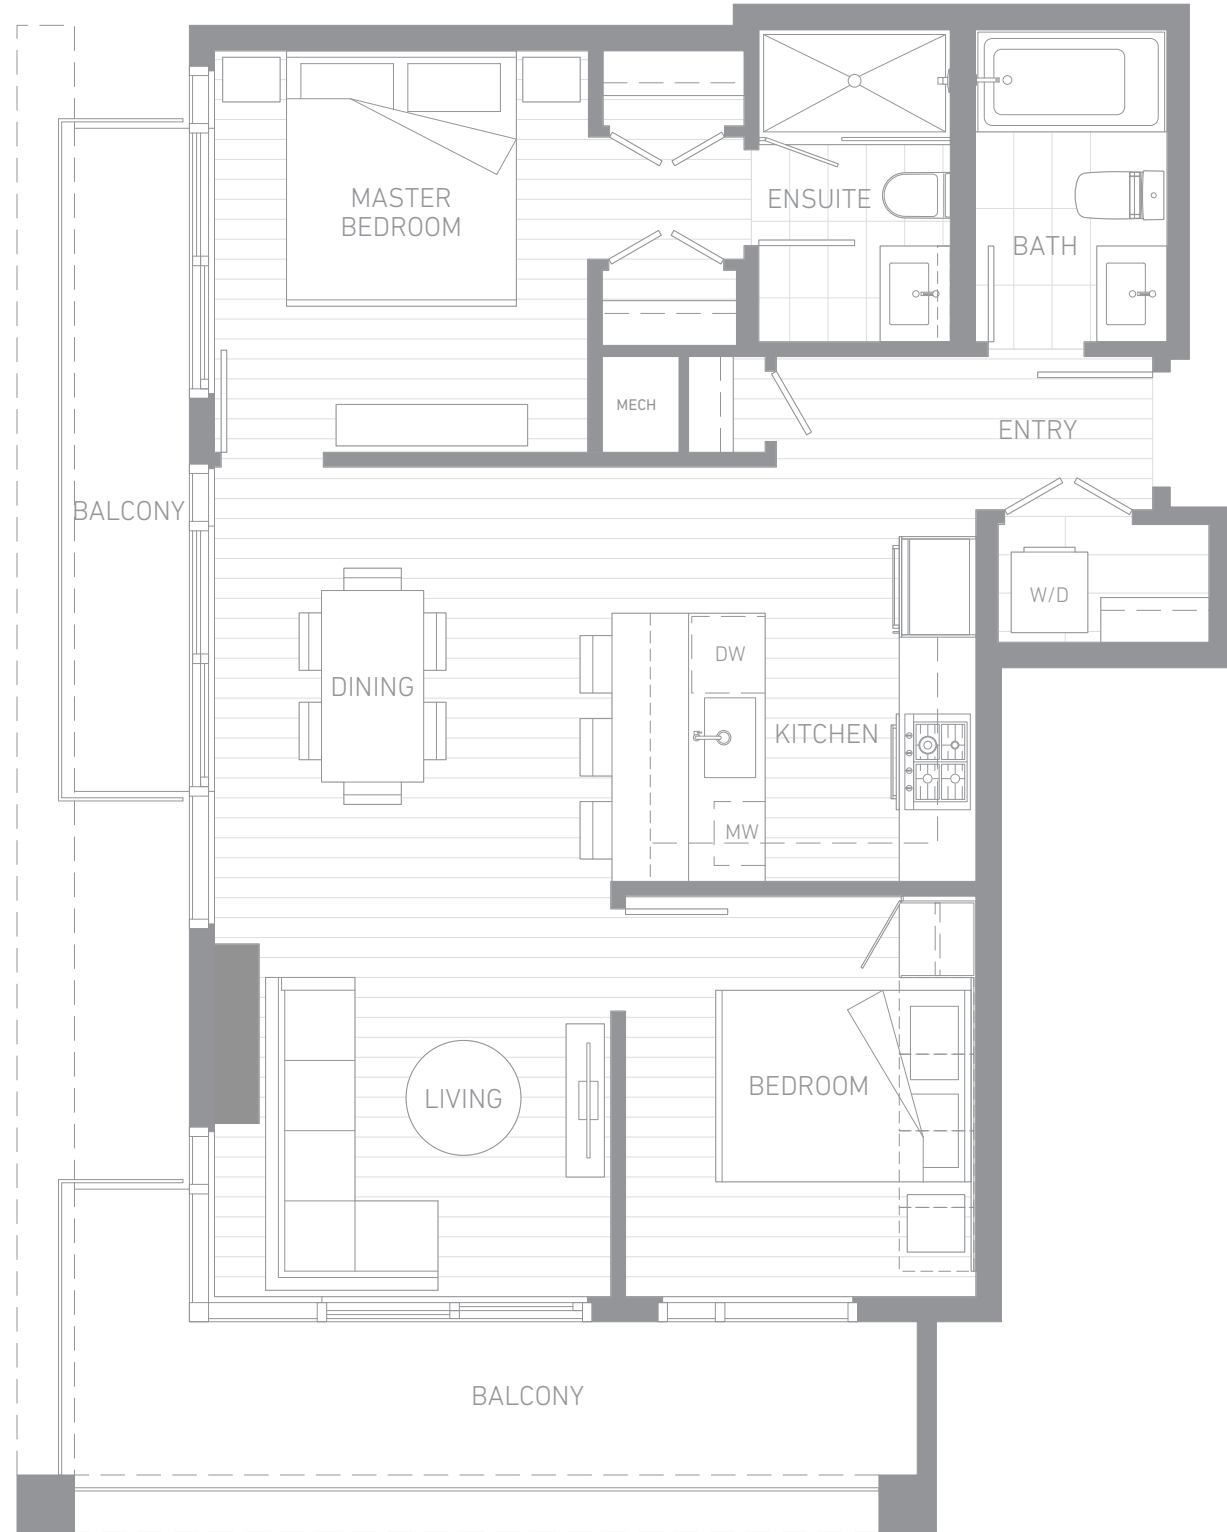 MASTER
BEDROOM
ENSUITE
BATH
MECH
ENTRY
BALCONY
W/D
DW
DINING
KITCHEN
MW
BEDROOM
LIVING
BALCONY